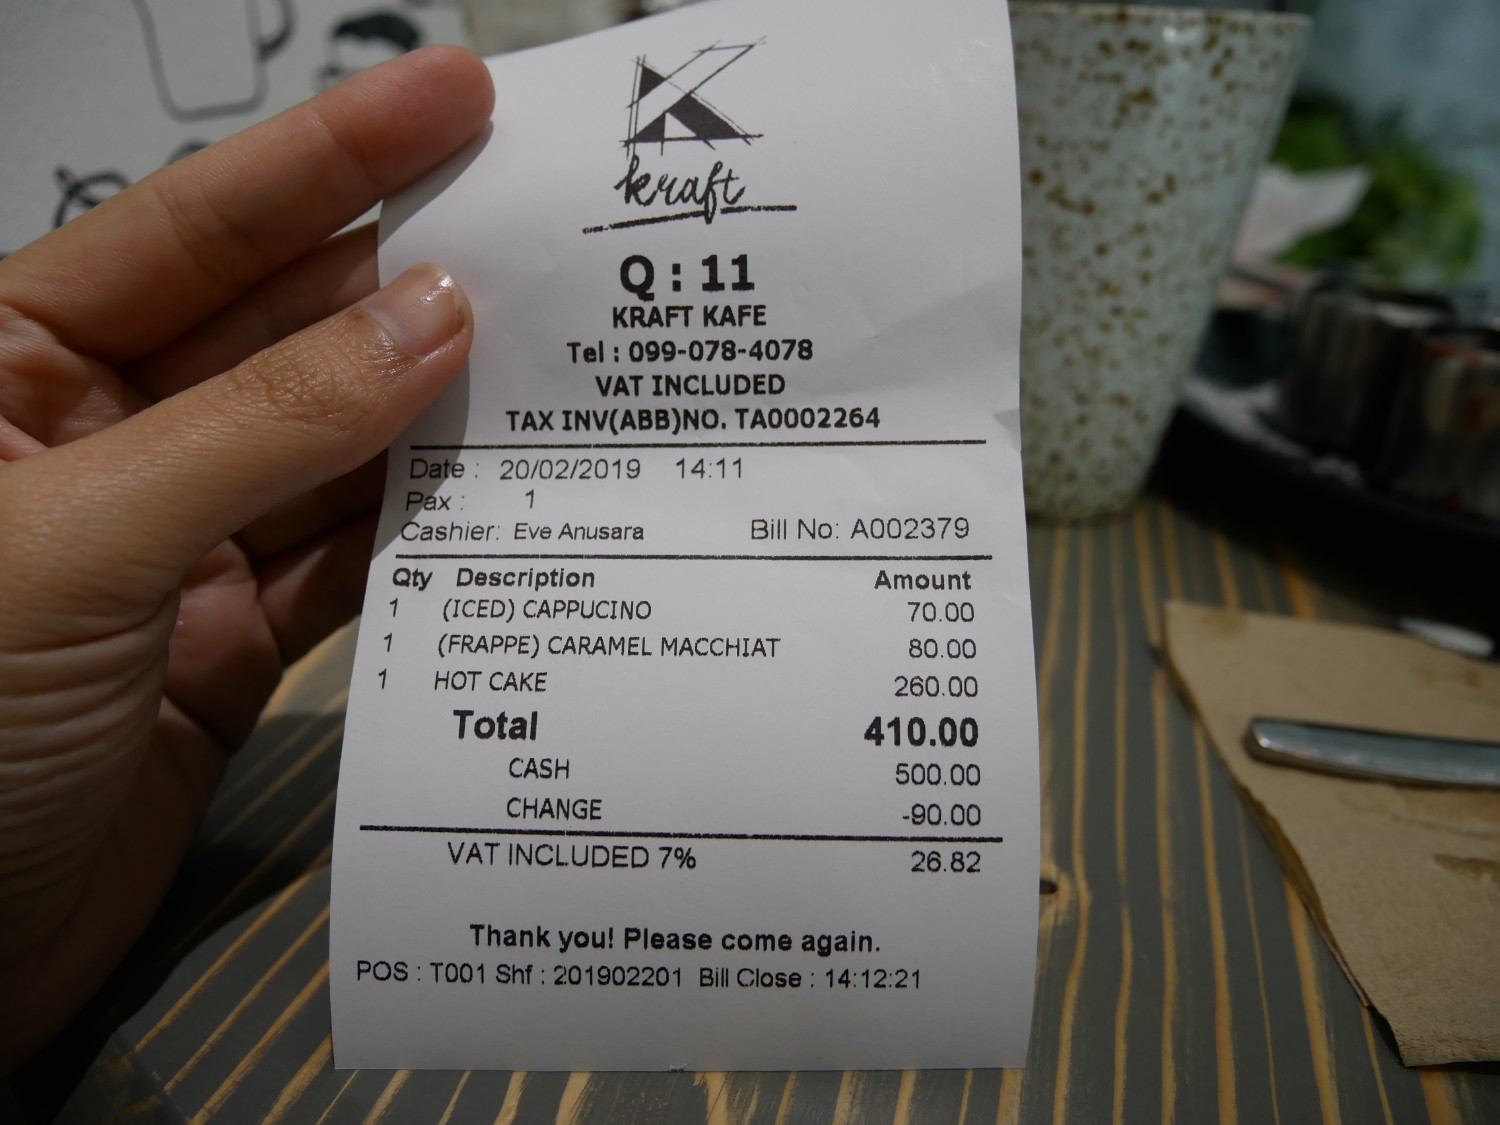 kraft
Q : 11
KRAFT KAFE
Tel : 099-078-4078
VAT INCLUDED
TAX INV(ABB)NO. TA0002264
Date : 20/02/2019 14:11
Pax : 1
Cashier: Eve Anusara Bill No: A002379
Qty Description Amount
1 (ICED) CAPPUCINO 70.00
1 (FRAPPE) CARAMEL MACCHIAT 80.00
1 HOT CAKE 260.00
Total 410.00
CASH 500.00
CHANGE -90.00
VAT INCLUDED 7% 26.82
Thank you! Please come again.
POS : T001 Shf : 201902201 Bill Close : 14:12:21